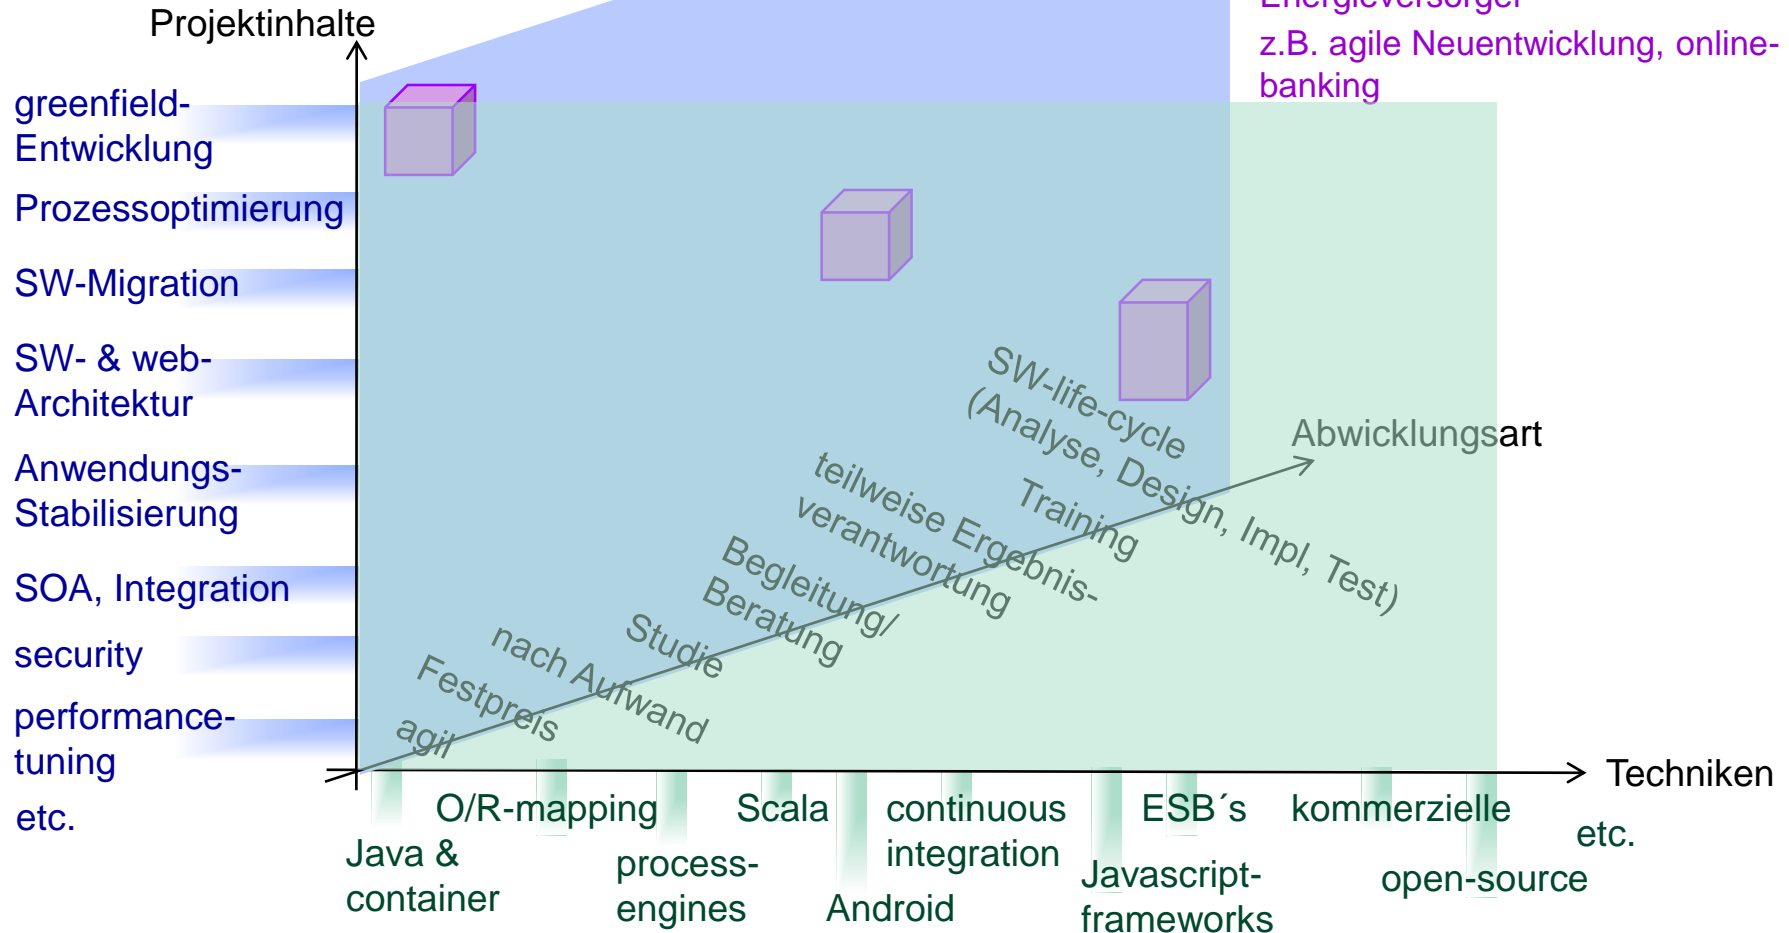 Projektinhalte
Energieversorger
z.B. agile Neuentwicklung, online-
banking
greenfield-
Entwicklung
Prozessoptimierung
SW-Migration
SW- & web-
Architektur
Anwendungs-
Stabilisierung
SOA, Integration
security
performance-
tuning
etc.
SW-life-cycle
(Analyse, Design, Impl, Test)
Abwicklungsart
Training
teilweise Ergebnis-
verantwortung
Begleitung/
Beratung
Studie
nach Aufwand
Festpreis
agil
Techniken
O/R-mapping
Scala
continuous
integration
ESB´s
kommerzielle
etc.
Java &
container
process-
engines
Android
Javascript-
frameworks
open-source